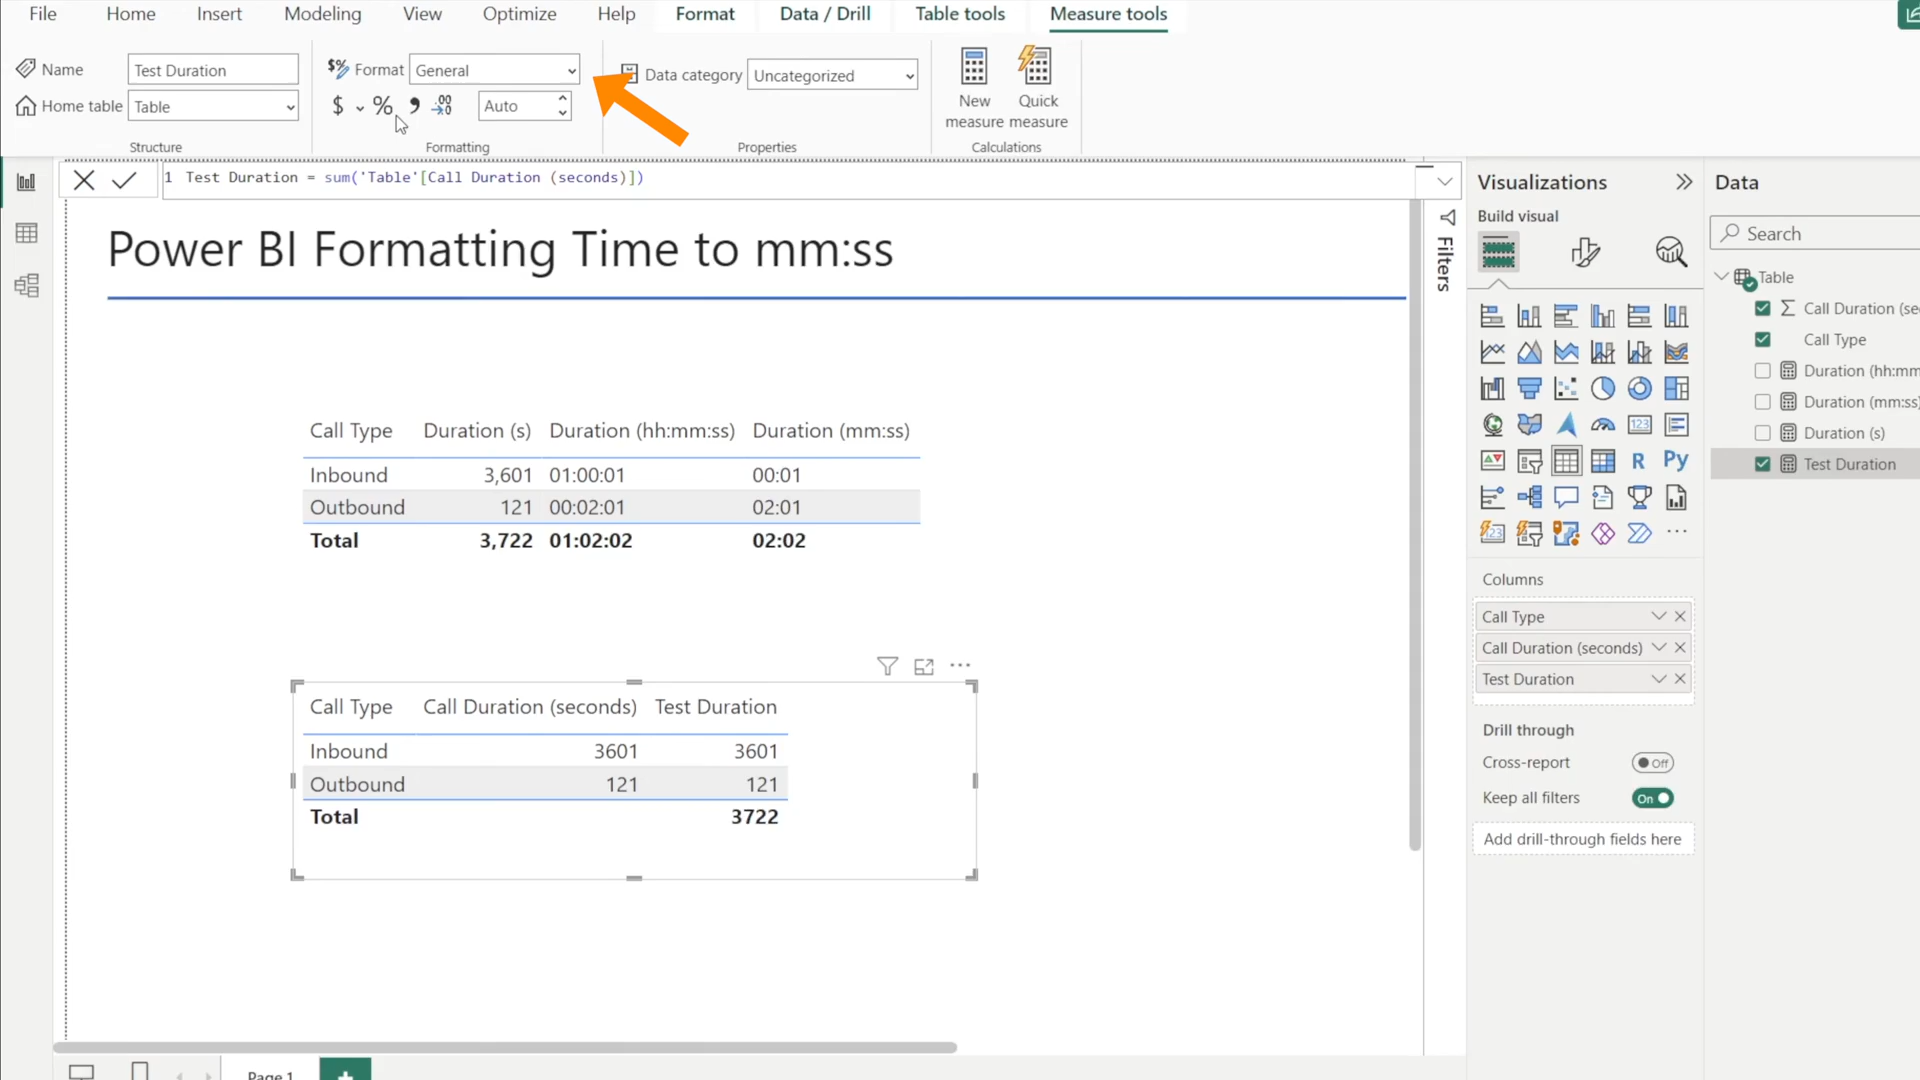 File Home Insert Modeling View Optimize Help Format Data / Drill Table tools Measure tools
Name Test Duration
Home table Table
Structure
$% Format General
$ % , .00 Auto
Formatting
Data category Uncategorized
Properties
New measure
Quick measure
Calculations
1 Test Duration = sum('Table'[Call Duration (seconds)])
Power BI Formatting Time to mm:ss
Call Type Duration (s) Duration (hh:mm:ss) Duration (mm:ss)
Inbound 3,601 01:00:01 00:01
Outbound 121 00:02:01 02:01
Total 3,722 01:02:02 02:02
Call Type Call Duration (seconds) Test Duration
Inbound 3601 3601
Outbound 121 121
Total 3722
Page 1
Filters
Visualizations
Build visual
123
R Py
123
Columns
Call Type
Call Duration (seconds)
Test Duration
Drill through
Cross-report Off
Keep all filters On
Add drill-through fields here
Data
Search
Table
Call Duration (se
Call Type
Duration (hh:mm
Duration (mm:ss)
Duration (s)
Test Duration